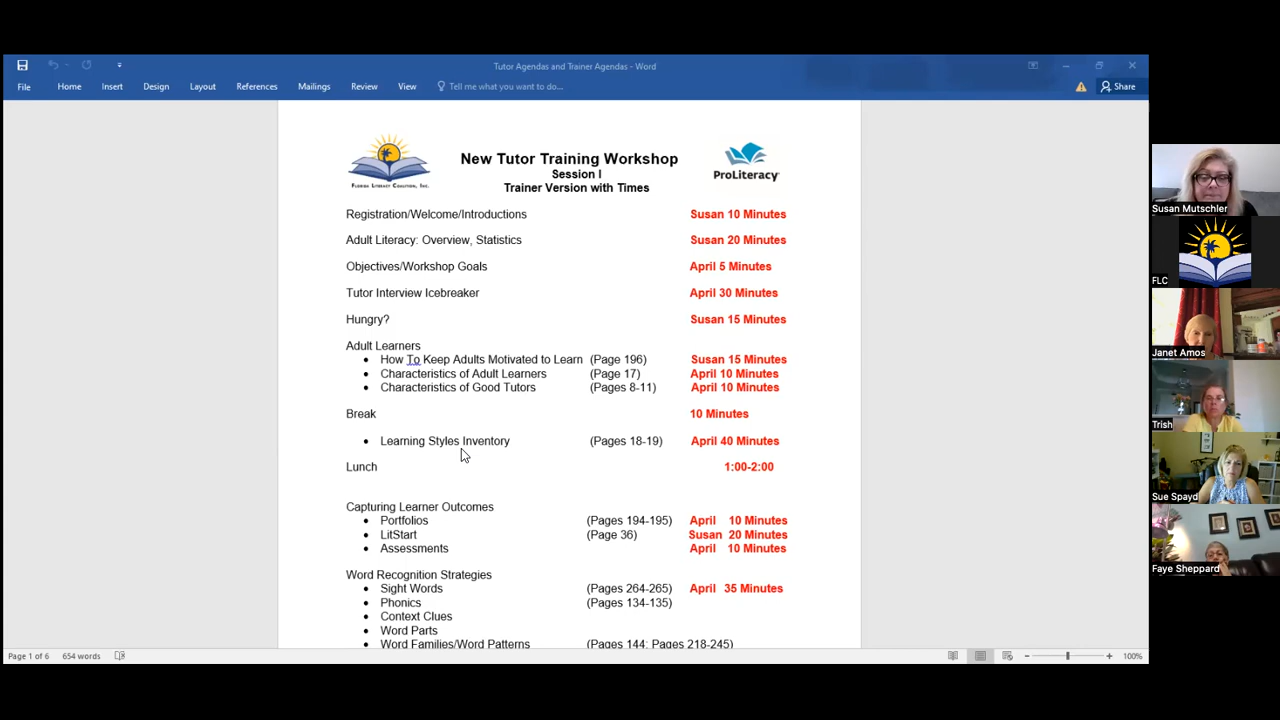 Tutor Agendas and Trainer Agendas - Word
File Home Insert Design Layout References Mailings Review View Tell me what you want to do... Share
FLORIDA LITERACY COALITION, INC.
ProLiteracy
New Tutor Training Workshop
Session I
Trainer Version with Times
Registration/Welcome/Introductions Susan 10 Minutes
Adult Literacy: Overview, Statistics Susan 20 Minutes
Objectives/Workshop Goals April 5 Minutes
Tutor Interview Icebreaker April 30 Minutes
Hungry? Susan 15 Minutes
Adult Learners
• How To Keep Adults Motivated to Learn (Page 196) Susan 15 Minutes
• Characteristics of Adult Learners (Page 17) April 10 Minutes
• Characteristics of Good Tutors (Pages 8-11) April 10 Minutes
Break 10 Minutes
• Learning Styles Inventory (Pages 18-19) April 40 Minutes
Lunch 1:00-2:00
Capturing Learner Outcomes
• Portfolios (Pages 194-195) April 10 Minutes
• LitStart (Page 36) Susan 20 Minutes
• Assessments April 10 Minutes
Word Recognition Strategies
• Sight Words (Pages 264-265) April 35 Minutes
• Phonics (Pages 134-135)
• Context Clues
• Word Parts
• Word Families/Word Patterns (Pages 144; Pages 218-245)
Page 1 of 6 654 words 100%
Susan Mutschler
FLC
Janet Amos
Trish
Sue Spayd
Faye Sheppard